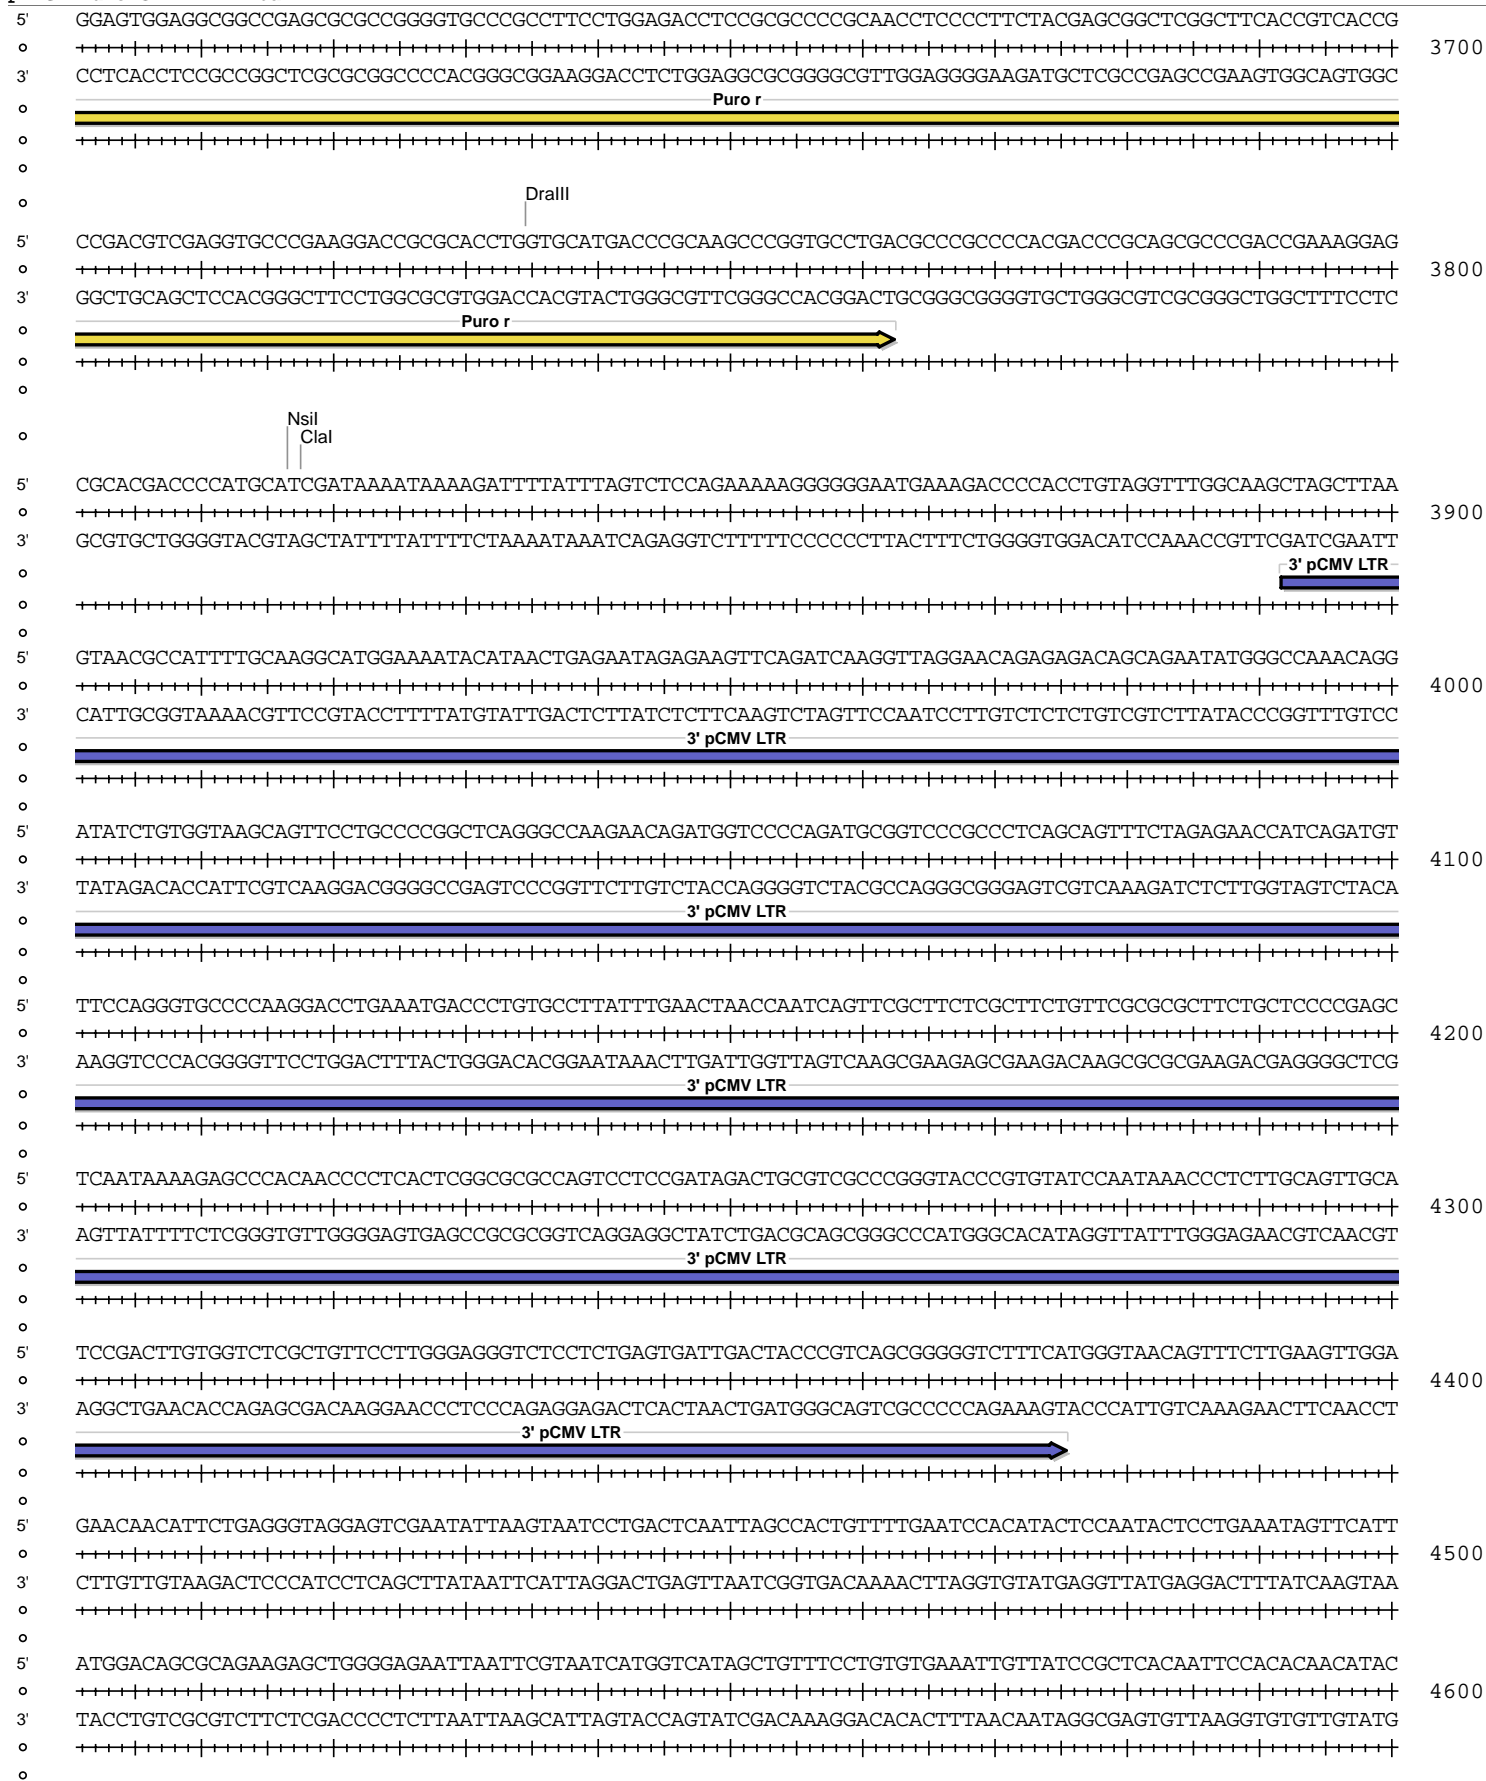 5' GGAGTGGAGGCGGCCGAGCGCGCCGGGGTGCCCGCCTTCCTGGAGACCTCCGCGCCCCGCAACCTCCCCTTCTACGAGCGGCTCGGCTTCACCGTCACCG
3700
3' CCTCACCTCCGCCGGCTCGCGCGGCCCCACGGGCGGAAGGACCTCTGGAGGCGCGGGGCGTTGGAGGGGAAGATGCTCGCCGAGCCGAAGTGGCAGTGGC
Puro r
DraIII
5' CCGACGTCGAGGTGCCCGAAGGACCGCGCACCTGGTGCATGACCCGCAAGCCCGGTGCCTGACGCCCGCCCCACGACCCGCAGCGCCCGACCGAAAGGAG
3800
3' GGCTGCAGCTCCACGGGCTTCCTGGCGCGTGGACCACGTACTGGGCGTTCGGGCCACGGACTGCGGGCGGGGTGCTGGGCGTCGCGGGCTGGCTTTCCTC
Puro r
NsiI
ClaI
5' CGCACGACCCCATGCATCGATAAAATAAAAGATTTTATTTAGTCTCCAGAAAAAGGGGGGAATGAAAGACCCCACCTGTAGGTTTGGCAAGCTAGCTTAA
3900
3' GCGTGCTGGGGTACGTAGCTATTTTATTTTCTAAAATAAATCAGAGGTCTTTTTCCCCCCTTACTTTCTGGGGTGGACATCCAAACCGTTCGATCGAATT
3' pCMV LTR
5' GTAACGCCATTTTGCAAGGCATGGAAAATACATAACTGAGAATAGAGAAGTTCAGATCAAGGTTAGGAACAGAGAGACAGCAGAATATGGGCCAAACAGG
4000
3' CATTGCGGTAAAACGTTCCGTACCTTTTATGTATTGACTCTTATCTCTTCAAGTCTAGTTCCAATCCTTGTCTCTCTGTCGTCTTATACCCGGTTTGTCC
3' pCMV LTR
5' ATATCTGTGGTAAGCAGTTCCTGCCCCGGCTCAGGGCCAAGAACAGATGGTCCCCAGATGCGGTCCCGCCCTCAGCAGTTTCTAGAGAACCATCAGATGT
4100
3' TATAGACACCATTCGTCAAGGACGGGGCCGAGTCCCGGTTCTTGTCTACCAGGGGTCTACGCCAGGGCGGGAGTCGTCAAAGATCTCTTGGTAGTCTACA
3' pCMV LTR
5' TTCCAGGGTGCCCCAAGGACCTGAAATGACCCTGTGCCTTATTTGAACTAACCAATCAGTTCGCTTCTCGCTTCTGTTCGCGCGCTTCTGCTCCCCGAGC
4200
3' AAGGTCCCACGGGGTTCCTGGACTTTACTGGGACACGGAATAAACTTGATTGGTTAGTCAAGCGAAGAGCGAAGACAAGCGCGCGAAGACGAGGGGCTCG
3' pCMV LTR
5' TCAATAAAAGAGCCCACAACCCCTCACTCGGCGCGCCAGTCCTCCGATAGACTGCGTCGCCCGGGTACCCGTGTATCCAATAAACCCTCTTGCAGTTGCA
4300
3' AGTTATTTTCTCGGGTGTTGGGGAGTGAGCCGCGCGGTCAGGAGGCTATCTGACGCAGCGGGCCCATGGGCACATAGGTTATTTGGGAGAACGTCAACGT
3' pCMV LTR
5' TCCGACTTGTGGTCTCGCTGTTCCTTGGGAGGGTCTCCTCTGAGTGATTGACTACCCGTCAGCGGGGGTCTTTCATGGGTAACAGTTTCTTGAAGTTGGA
4400
3' AGGCTGAACACCAGAGCGACAAGGAACCCTCCCAGAGGAGACTCACTAACTGATGGGCAGTCGCCCCCAGAAAGTACCCATTGTCAAAGAACTTCAACCT
3' pCMV LTR
5' GAACAACATTCTGAGGGTAGGAGTCGAATATTAAGTAATCCTGACTCAATTAGCCACTGTTTTGAATCCACATACTCCAATACTCCTGAAATAGTTCATT
4500
3' CTTGTTGTAAGACTCCCATCCTCAGCTTATAATTCATTAGGACTGAGTTAATCGGTGACAAAACTTAGGTGTATGAGGTTATGAGGACTTTATCAAGTAA
5' ATGGACAGCGCAGAAGAGCTGGGGAGAATTAATTCGTAATCATGGTCATAGCTGTTTCCTGTGTGAAATTGTTATCCGCTCACAATTCCACACAACATAC
4600
3' TACCTGTCGCGTCTTCTCGACCCCTCTTAATTAAGCATTAGTACCAGTATCGACAAAGGACACACTTTAACAATAGGCGAGTGTTAAGGTGTGTTGTATG